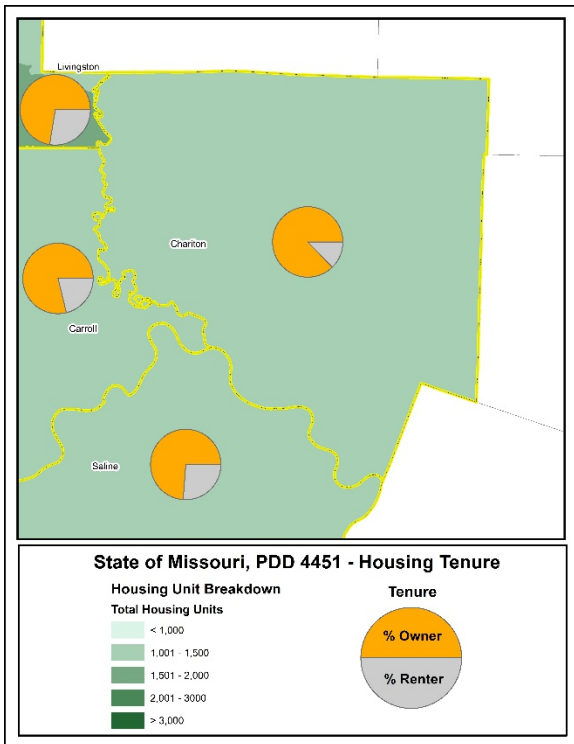 Livingston
Chariton
Carroll
Saline
State of Missouri, PDD 4451 - Housing Tenure
Housing Unit Breakdown
Total Housing Units
< 1,000
1,001 - 1,500
1,501 - 2,000
2,001 - 3000
> 3,000
Tenure
% Owner
% Renter